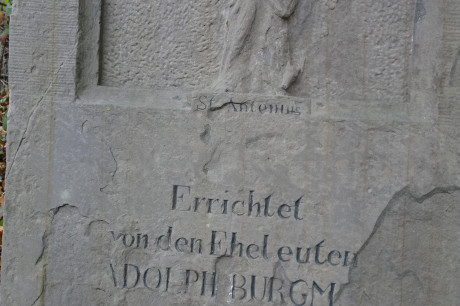 St. Antonius
Errichtet
von den Eheleuten
ADOLPH BURGM